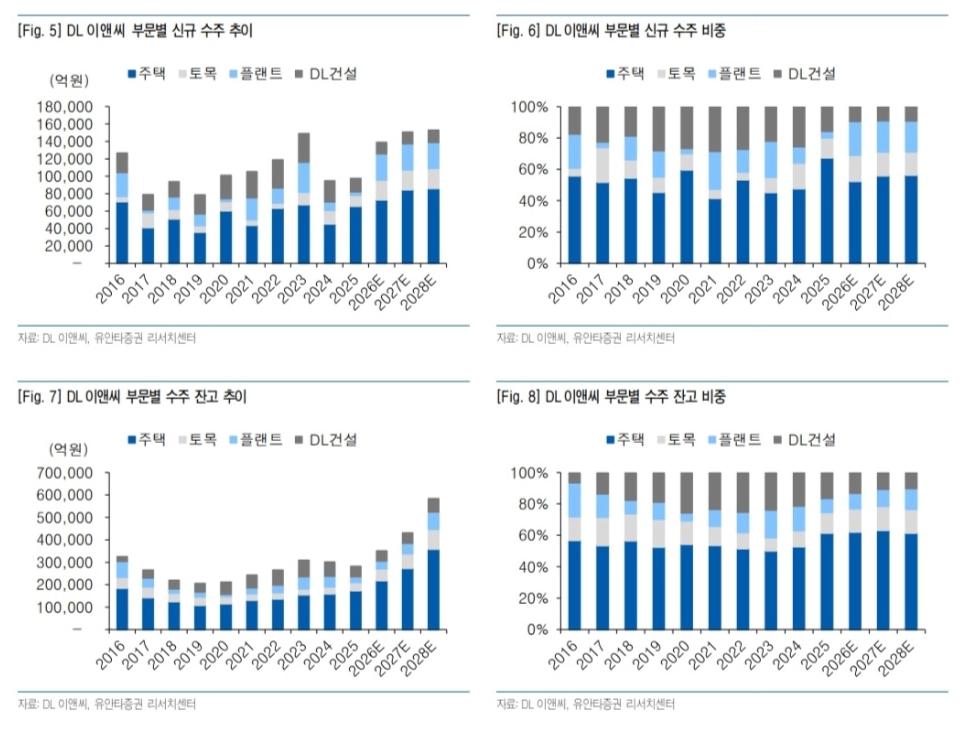 [Fig. 5] DL 이앤씨 부문별 신규 수주 추이
(억원)
주택 토목 플랜트 DL건설
180,000
160,000
140,000
120,000
100,000
80,000
60,000
40,000
20,000
–
2016 2017 2018 2019 2020 2021 2022 2023 2024 2025 2026E 2027E 2028E
자료: DL 이앤씨, 유안타증권 리서치센터
[Fig. 6] DL 이앤씨 부문별 신규 수주 비중
주택 토목 플랜트 DL건설
100%
80%
60%
40%
20%
0%
2016 2017 2018 2019 2020 2021 2022 2023 2024 2025 2026E 2027E 2028E
자료: DL 이앤씨, 유안타증권 리서치센터
[Fig. 7] DL 이앤씨 부문별 수주 잔고 추이
(억원)
주택 토목 플랜트 DL건설
700,000
600,000
500,000
400,000
300,000
200,000
100,000
–
2016 2017 2018 2019 2020 2021 2022 2023 2024 2025 2026E 2027E 2028E
자료: DL 이앤씨, 유안타증권 리서치센터
[Fig. 8] DL 이앤씨 부문별 수주 잔고 비중
주택 토목 플랜트 DL건설
100%
80%
60%
40%
20%
0%
2016 2017 2018 2019 2020 2021 2022 2023 2024 2025 2026E 2027E 2028E
자료: DL 이앤씨, 유안타증권 리서치센터